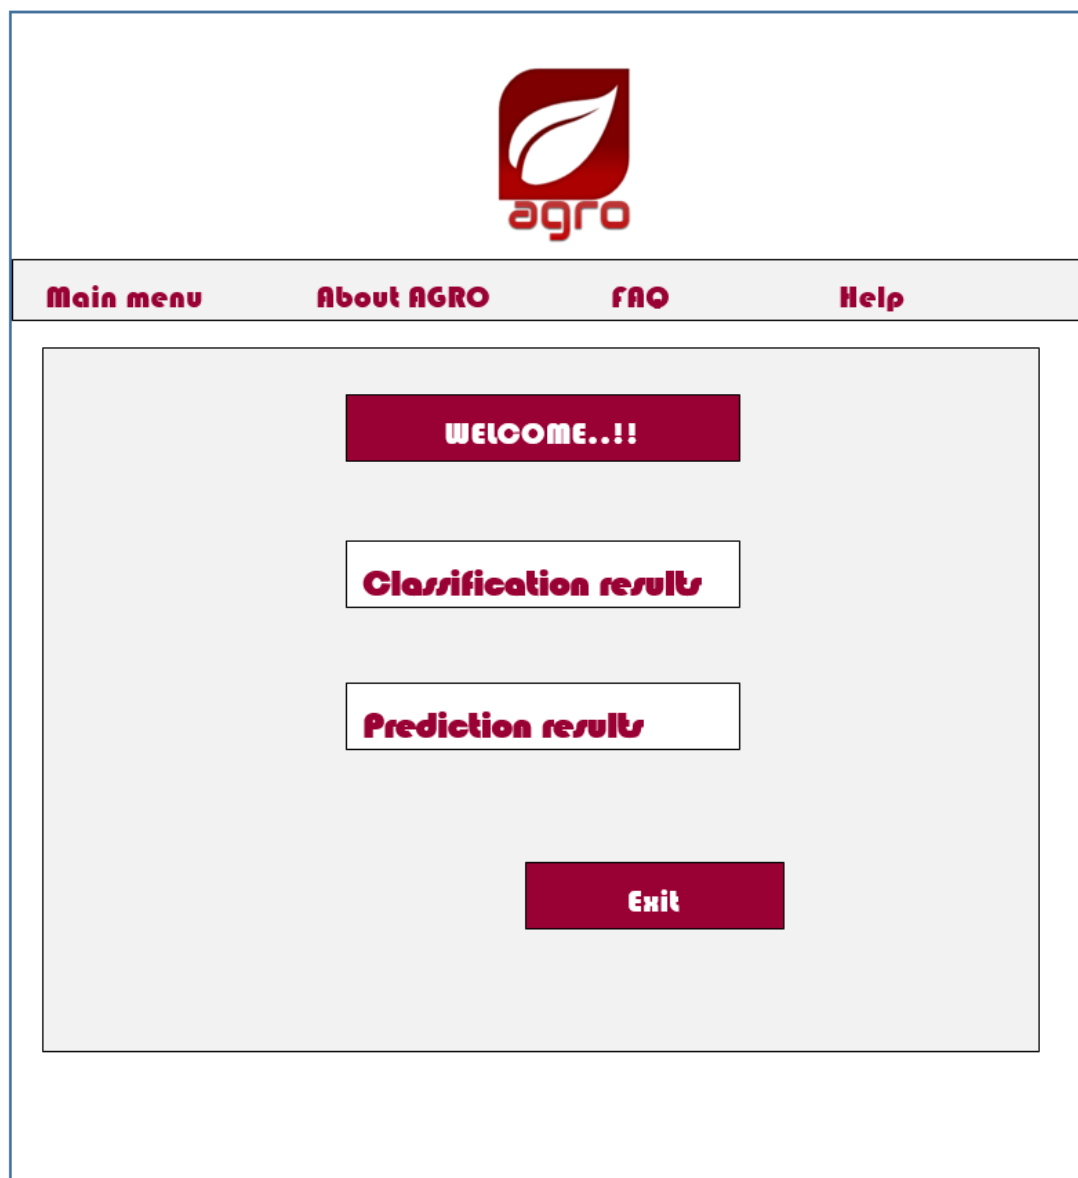 agro
Main menu About AGRO FAQ Help
WELCOME..!!
Classification results
Prediction results
Exit